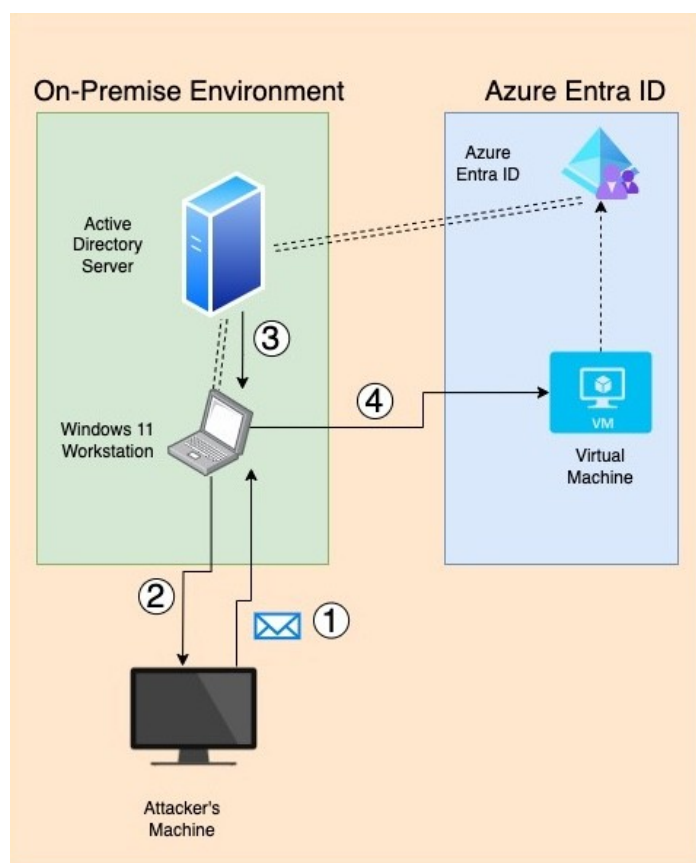 On-Premise Environment
Azure Entra ID
Azure
Entra ID
Active
Directory
Server
③
④
Windows 11
Workstation
VM
Virtual
Machine
②
①
Attacker's
Machine